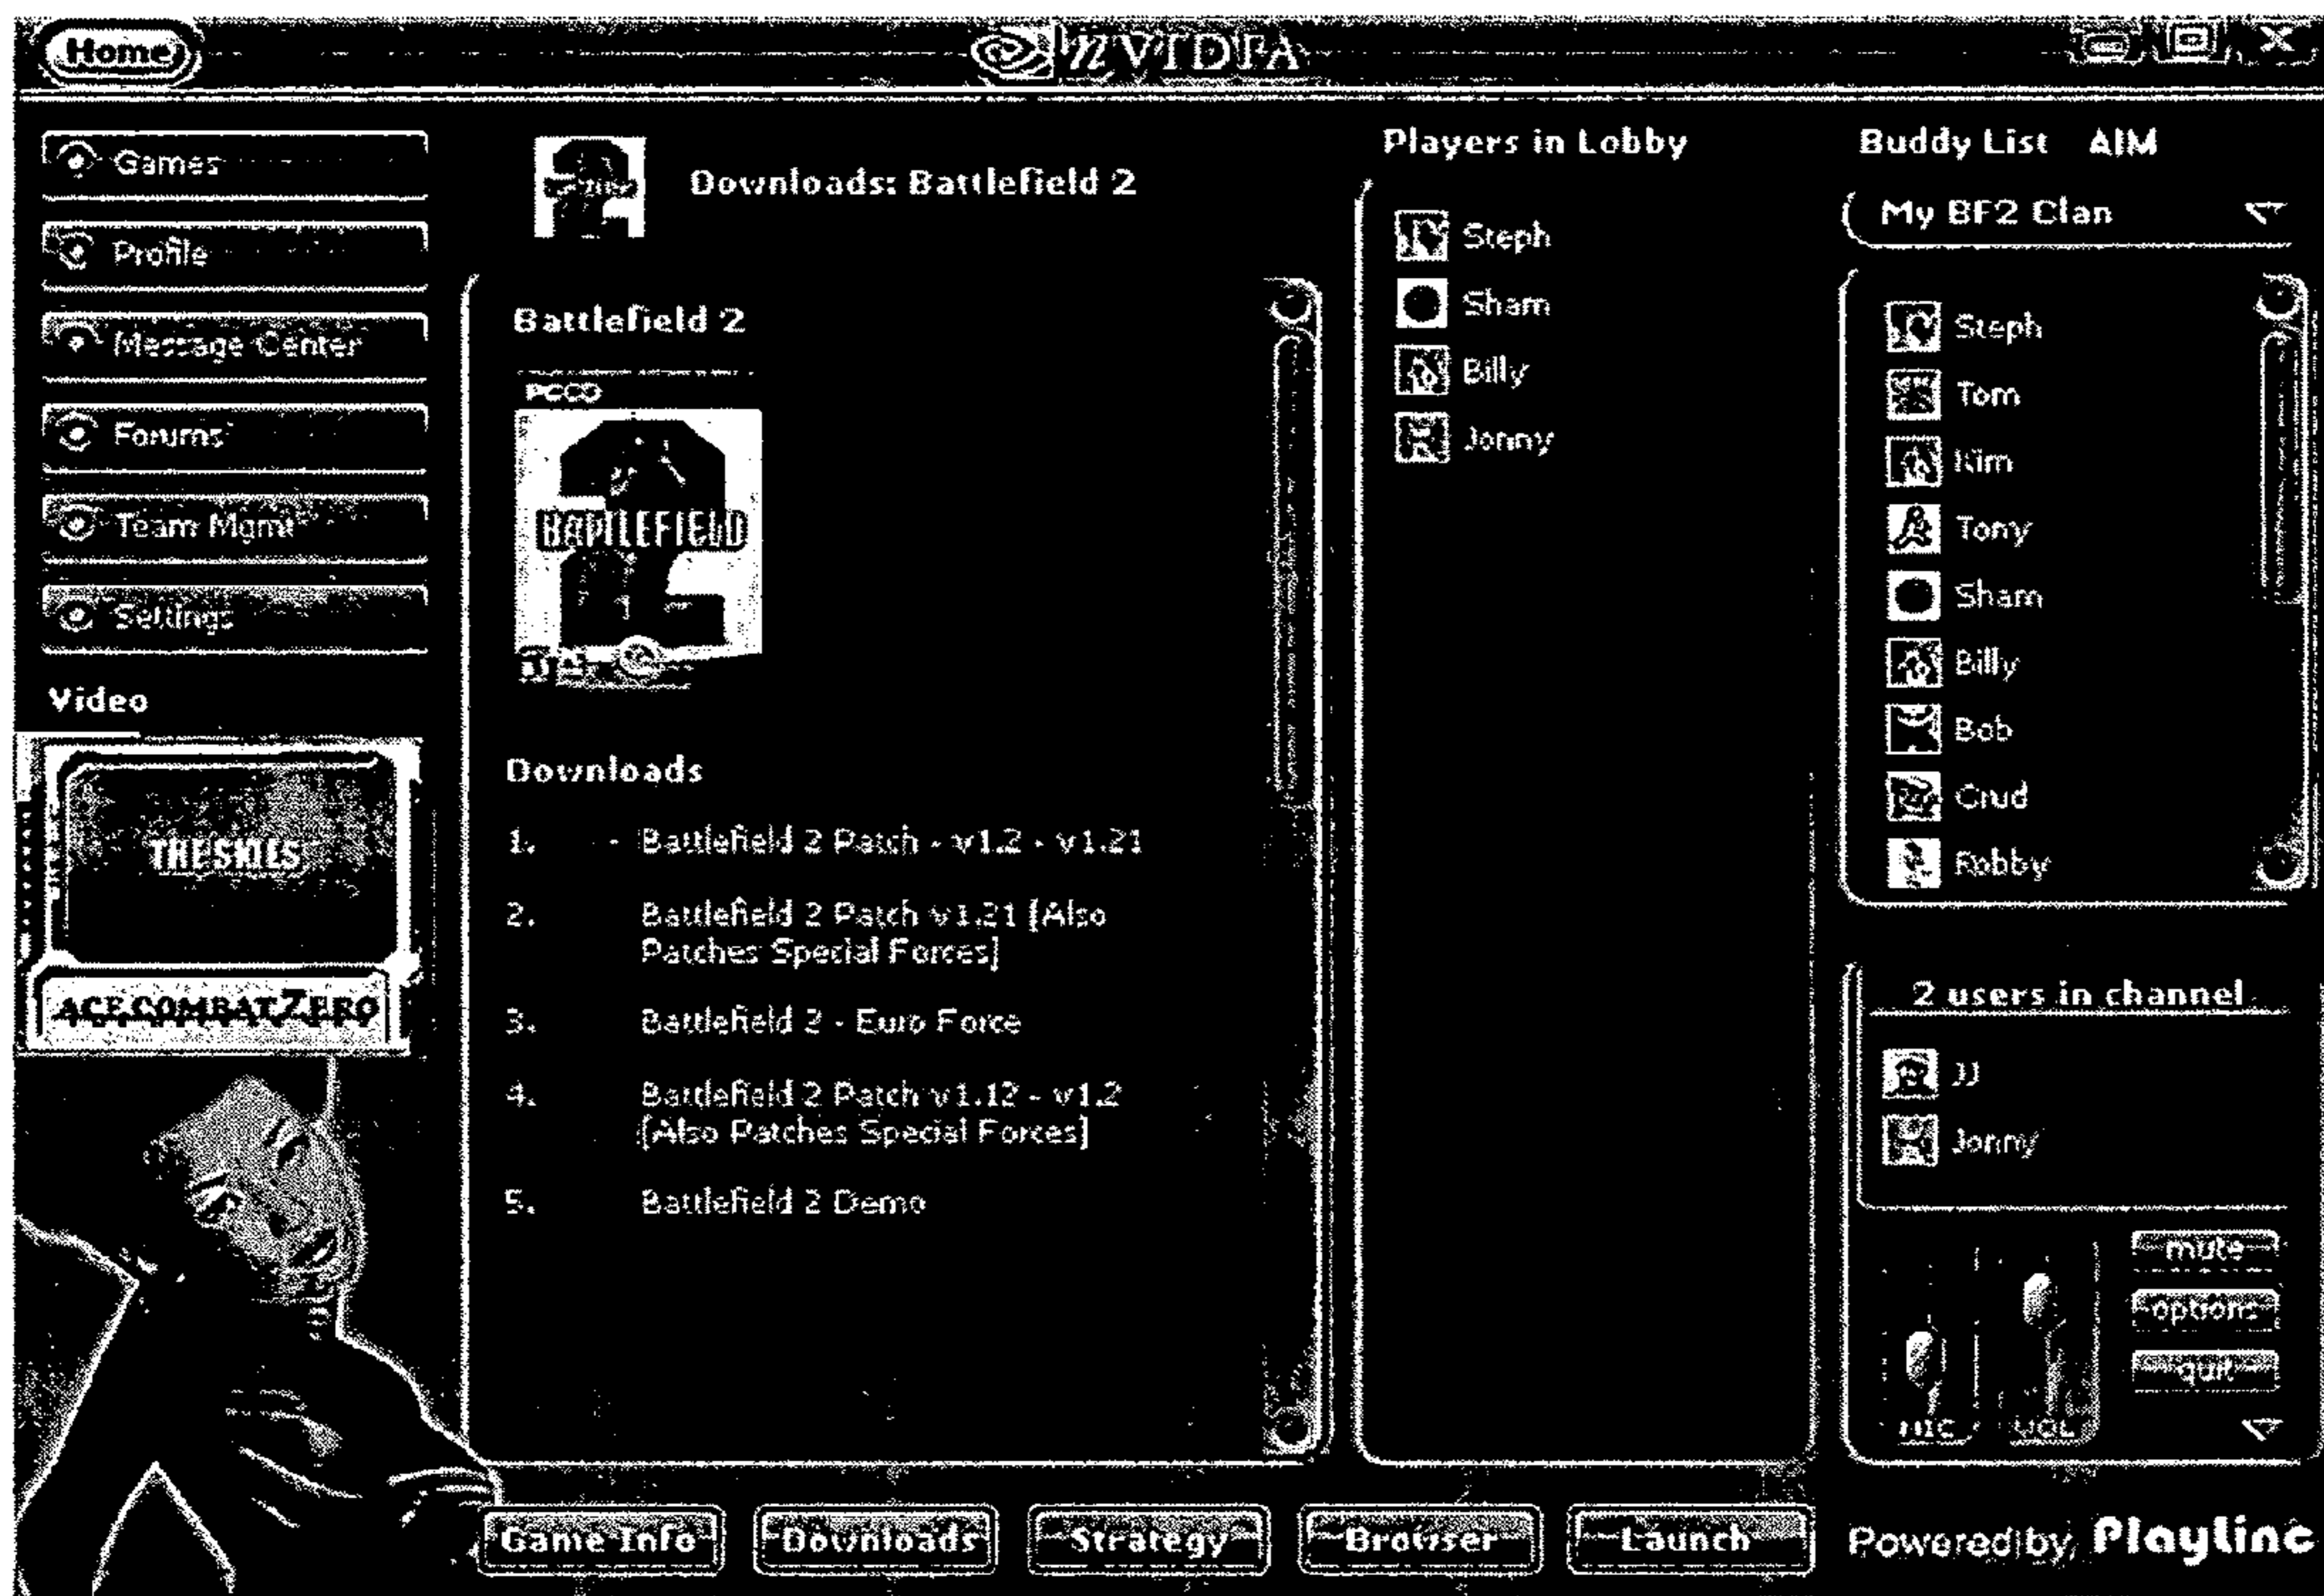 Home
nVIDIA
Games
Profile
Message Center
Forums
Team Mgmt
Settings
Video
THE SKIES
ACE COMBAT ZERO
Downloads: Battlefield 2
Battlefield 2
PCCD
BATTLEFIELD
Downloads
1. - Battlefield 2 Patch - v1.2 - v1.21
2. Battlefield 2 Patch v1.21 [Also
Patches Special Forces]
3. Battlefield 2 - Euro Force
4. Battlefield 2 Patch v1.12 - v1.2
[Also Patches Special Forces]
5. Battlefield 2 Demo
Players in Lobby
Steph
Sham
Billy
Jonny
Buddy List AIM
My BF2 Clan
Steph
Tom
Kim
Tony
Sham
Billy
Bob
Crud
Robby
2 users in channel
JJ
Jonny
mute
options
quit
MIC VOL
Game Info Downloads Strategy Browser Launch
Powered by Playlinc